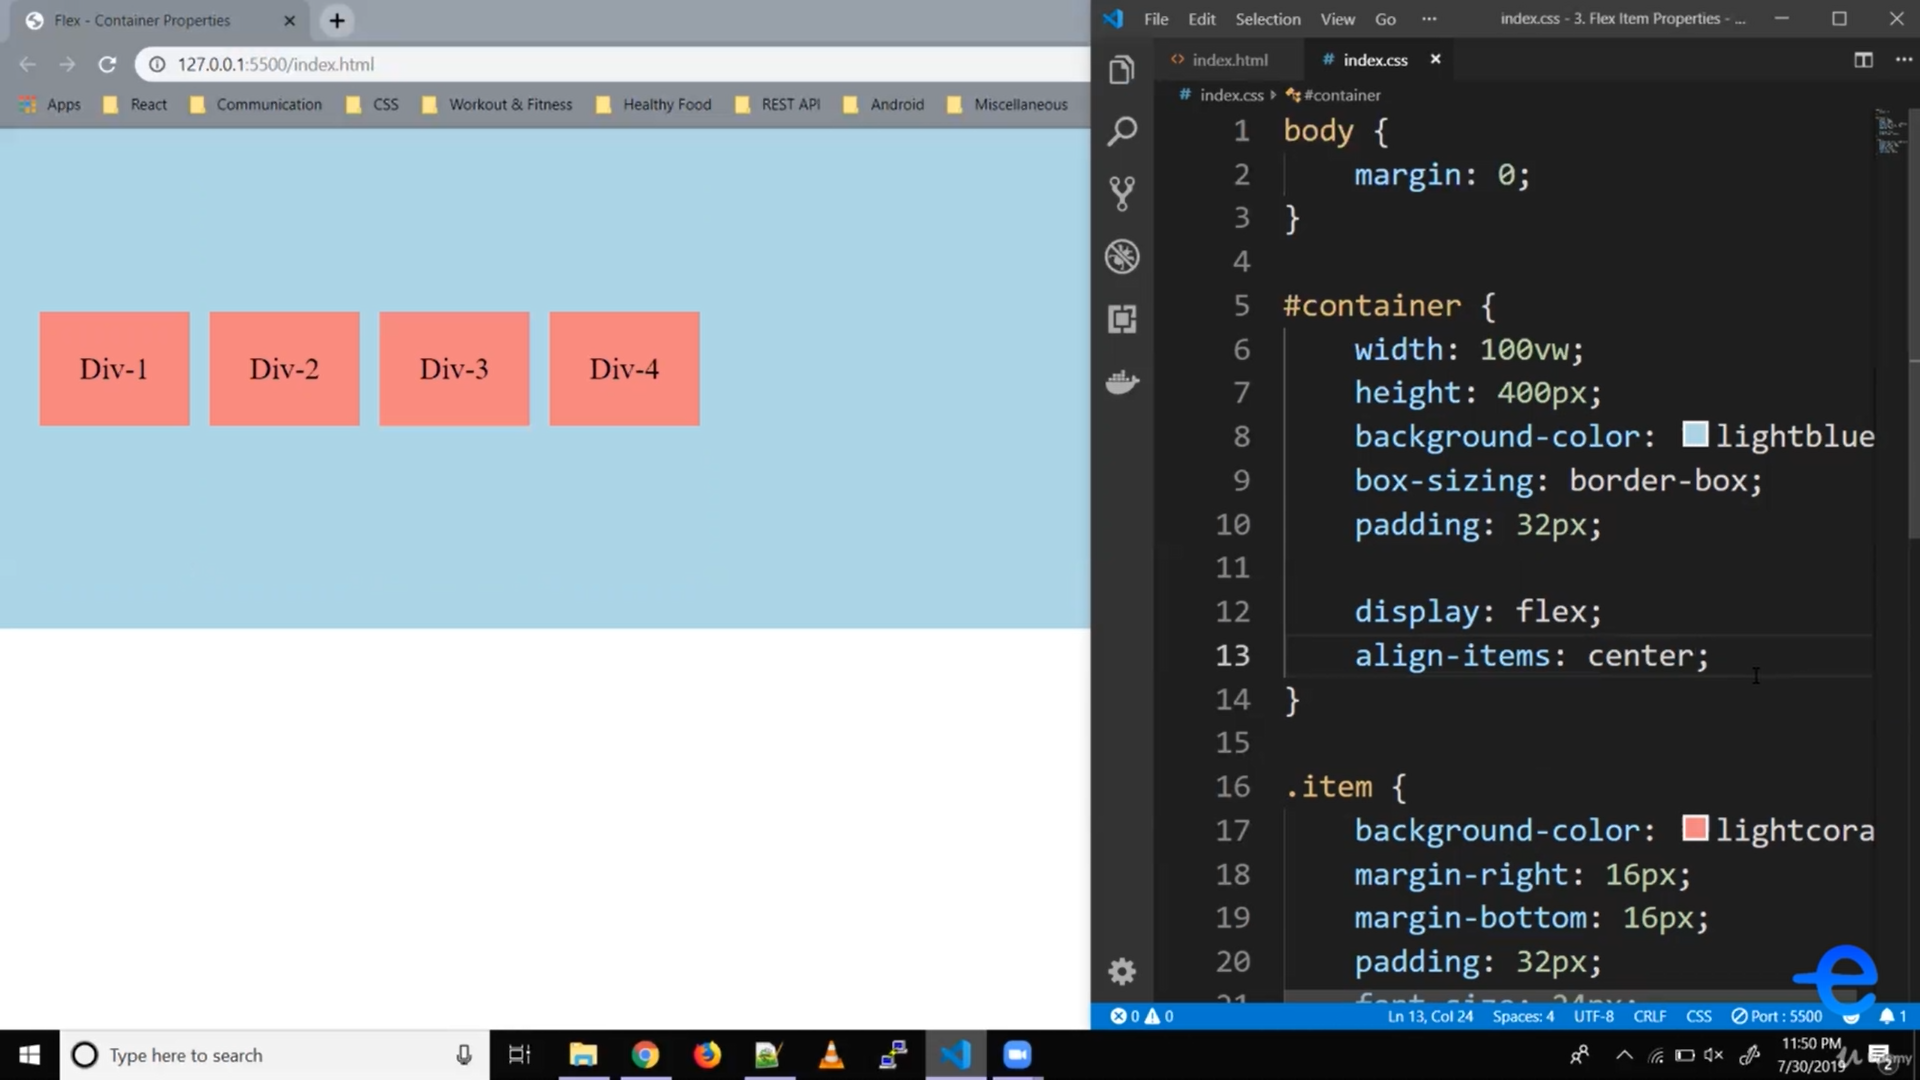 Flex - Container Properties
127.0.0.1:5500/index.html
Apps React Communication CSS Workout & Fitness Healthy Food REST API Android Miscellaneous
Div-1 Div-2 Div-3 Div-4
File Edit Selection View Go ··· index.css - 3. Flex Item Properties - ...
index.html index.css
index.css #container
1 body {
2 margin: 0;
3 }
4
5 #container {
6 width: 100vw;
7 height: 400px;
8 background-color: lightblue
9 box-sizing: border-box;
10 padding: 32px;
11
12 display: flex;
13 align-items: center;
14 }
15
16 .item {
17 background-color: lightcora
18 margin-right: 16px;
19 margin-bottom: 16px;
20 padding: 32px;
21 font-size: 24px;
0 0 Ln 13, Col 24 Spaces: 4 UTF-8 CRLF CSS Port : 5500 1
Type here to search
11:50 PM
7/30/2019
2